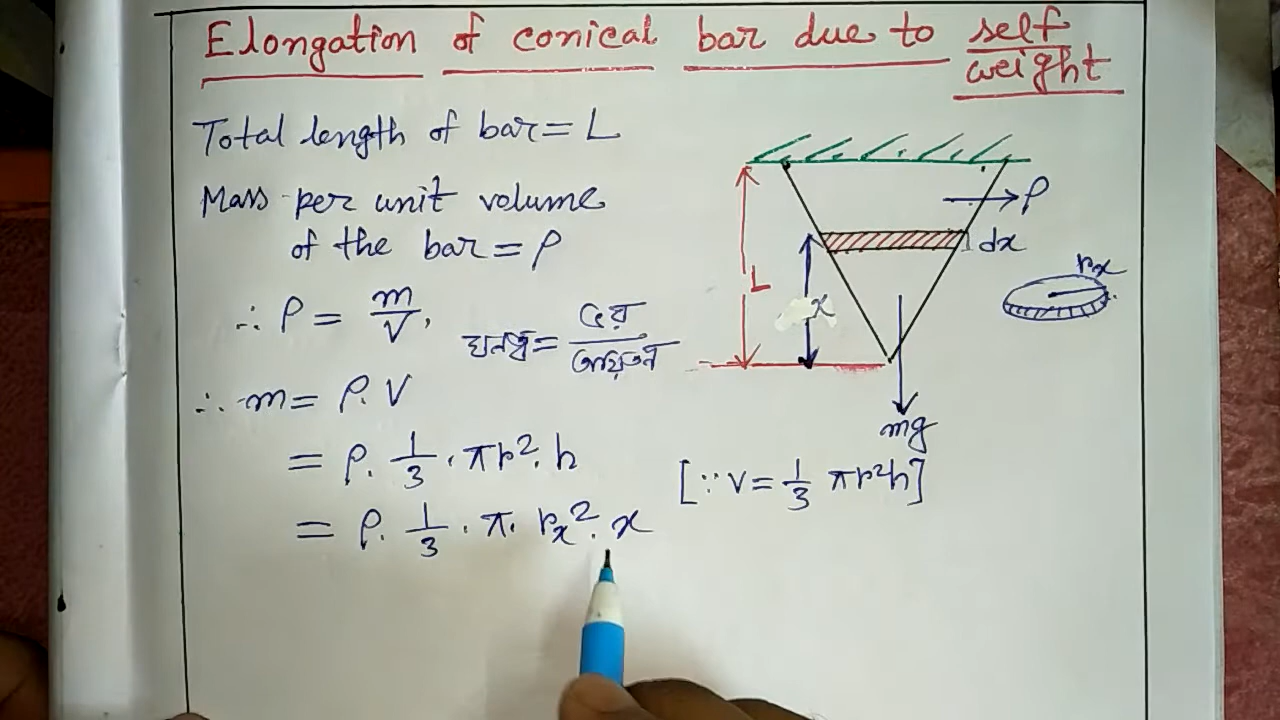 Elongation of conical bar due to self
weight
Total length of bar = L
Mass per unit volume
of the bar = ρ
∴ ρ = m/V,
ঘনত্ব = ভর/আয়তন
∴ m = ρ. V
= ρ. 1/3 . πr². h
[∵ V = 1/3 πr²h]
= ρ. 1/3 . π. rₓ². x
ρ
dx
rₓ
L
x
mg